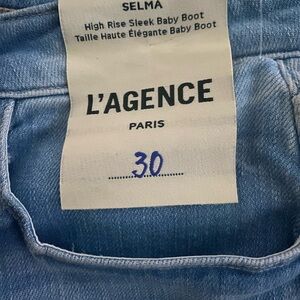 SELMA
High Rise Sleek Baby Boot
Taille Haute Élégante Baby Boot
L'AGENCE
PARIS
30